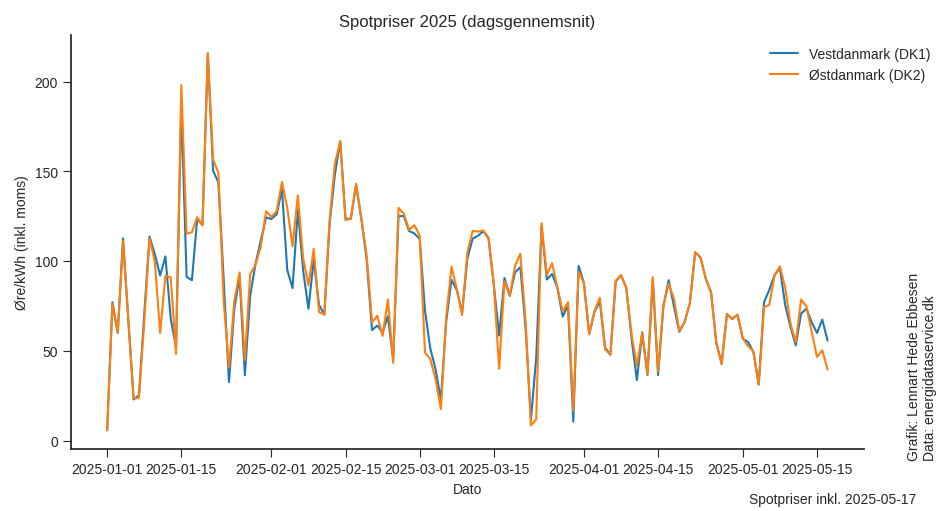 Spotpriser 2025 (dagsgennemsnit)
Vestdanmark (DK1)
Østdanmark (DK2)
Øre/kWh (inkl. moms)
200
150
100
50
0
2025-01-01 2025-01-15 2025-02-01 2025-02-15 2025-03-01 2025-03-15 2025-04-01 2025-04-15 2025-05-01 2025-05-15
Dato
Grafik: Lennart Hede Ebbesen
Data: energidataservice.dk
Spotpriser inkl. 2025-05-17